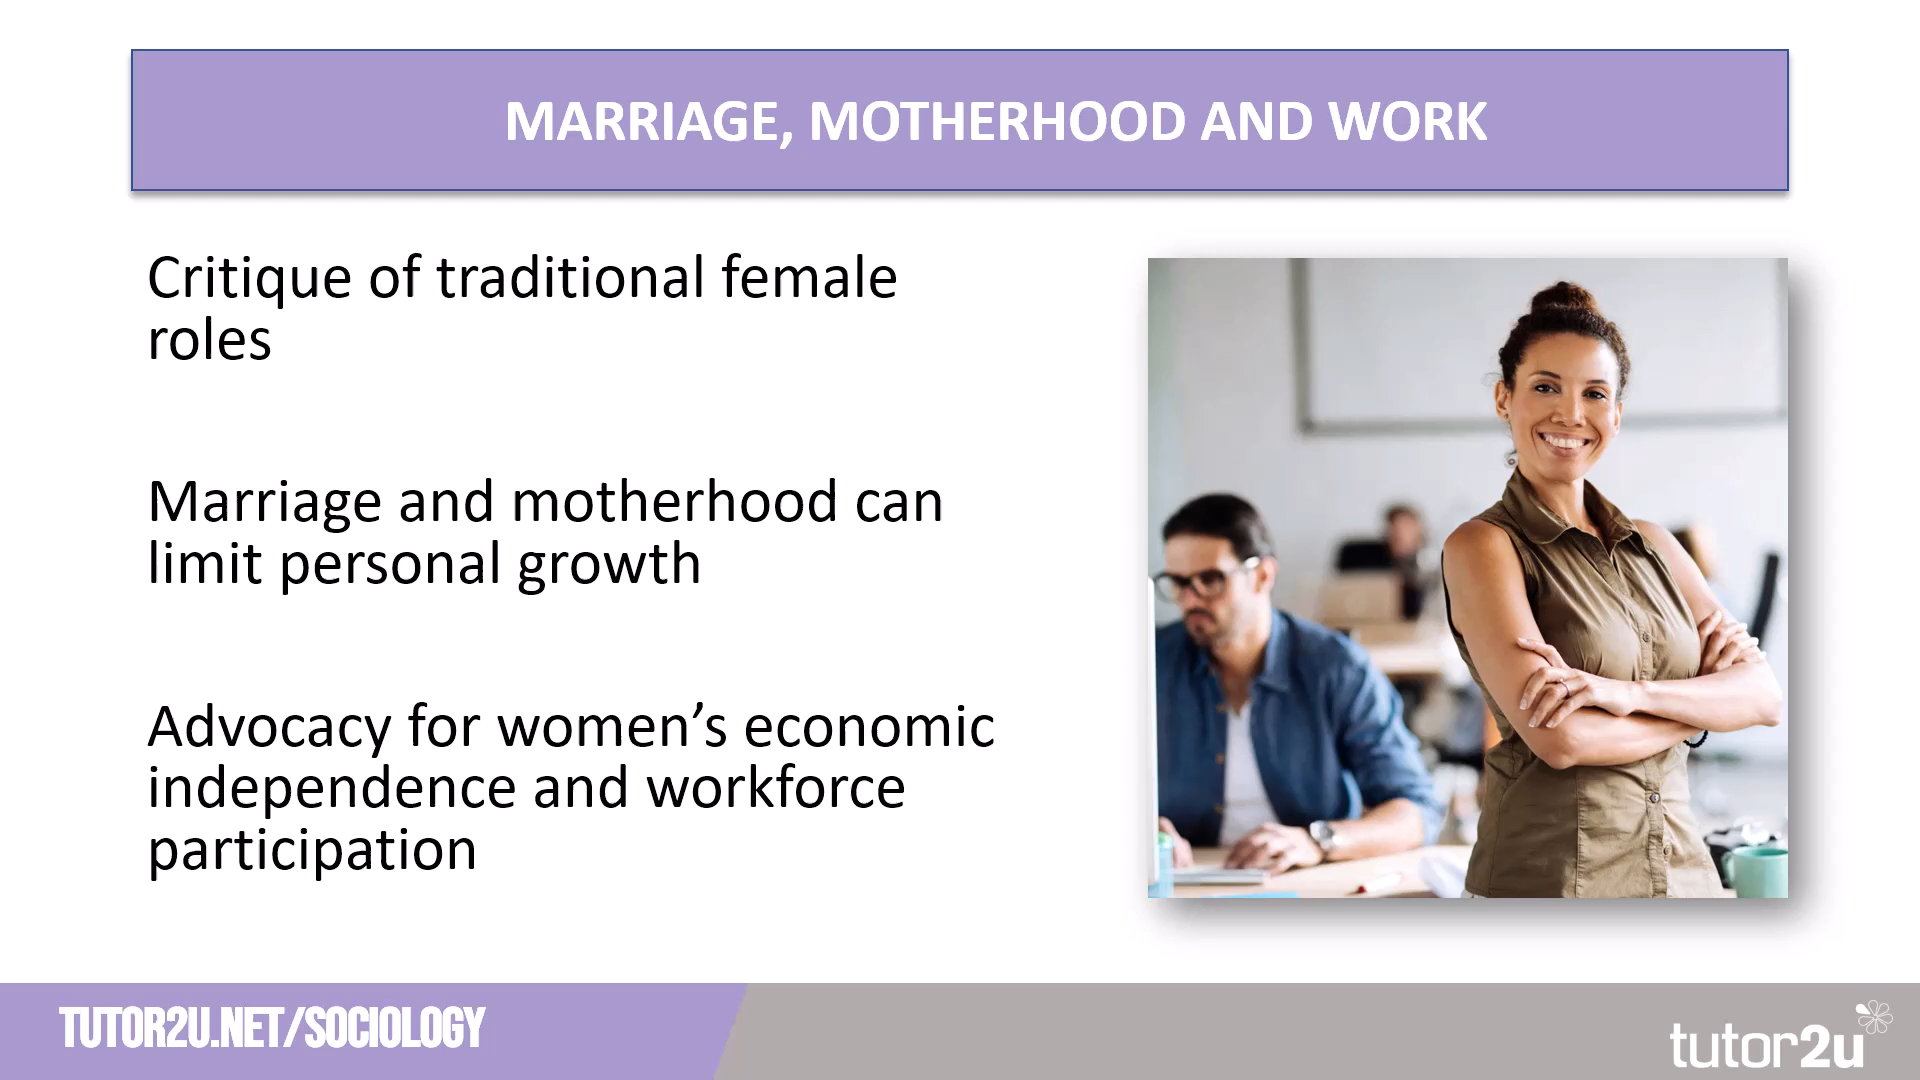 MARRIAGE, MOTHERHOOD AND WORK
Critique of traditional female
roles
Marriage and motherhood can
limit personal growth
Advocacy for women’s economic
independence and workforce
participation
TUTOR2U.NET/SOCIOLOGY
tutor2u